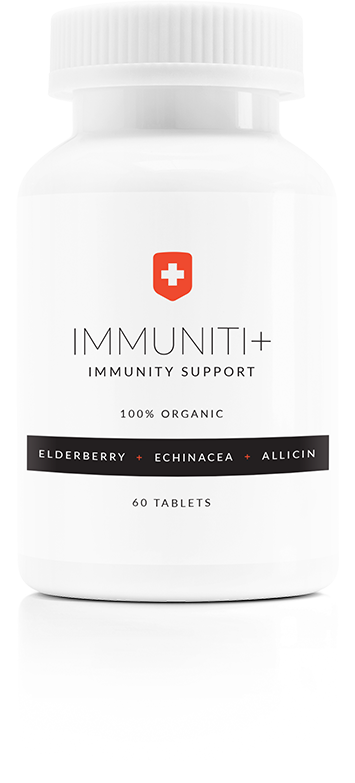 IMMUNITI+
IMMUNITY SUPPORT
100% ORGANIC
ELDERBERRY + ECHINACEA + ALLICIN
60 TABLETS